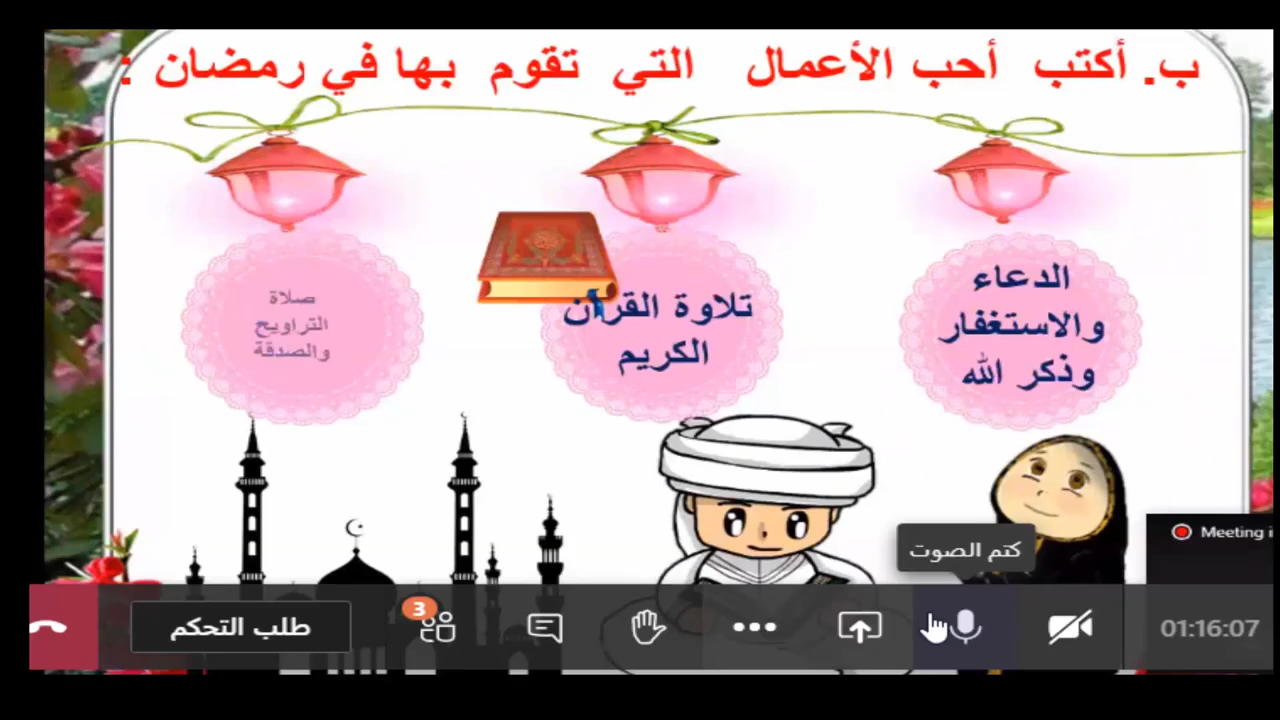 ب. أكتب أحب الأعمال التي تقوم بها في رمضان :
الدعاء
والاستغفار
وذكر الله
تلاوة القرآن
الكريم
صلاة
التراويح
والصدقة
كتم الصوت
Meeting i
طلب التحكم
3
01:16:07